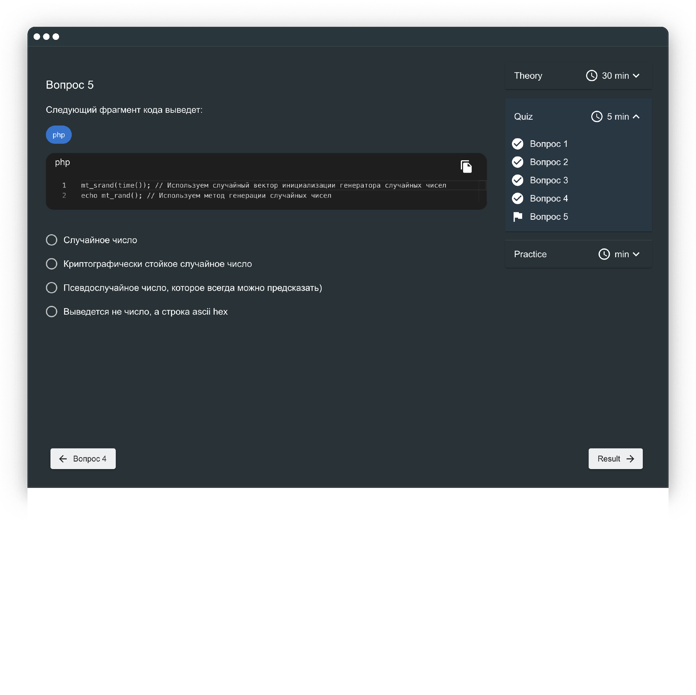 Вопрос 5
Следующий фрагмент кода выведет:
php
php
1 mt_srand(time()); // Используем случайный вектор инициализации генератора случайных чисел
2 echo mt_rand(); // Используем метод генерации случайных чисел
Случайное число
Криптографически стойкое случайное число
Псевдослучайное число, которое всегда можно предсказать)
Выведется не число, а строка ascii hex
Вопрос 4
Result
Theory 30 min
Quiz 5 min
Вопрос 1
Вопрос 2
Вопрос 3
Вопрос 4
Вопрос 5
Practice min